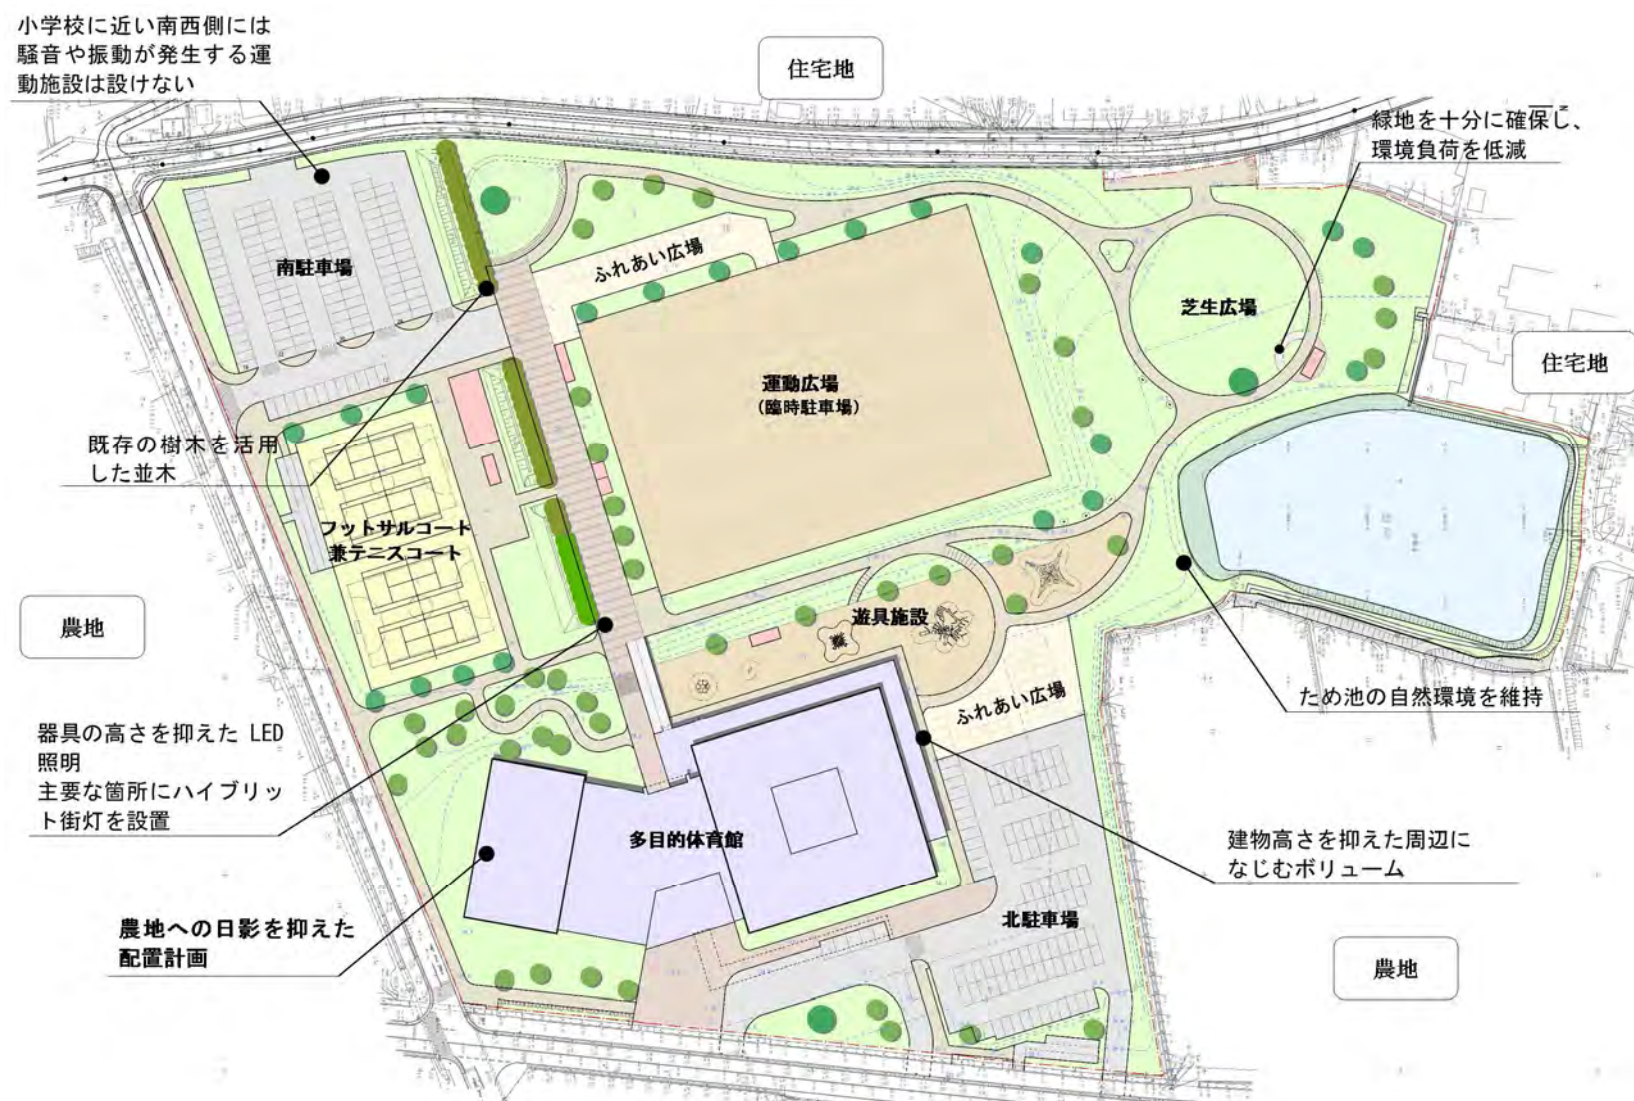 小学校に近い南西側には
騒音や振動が発生する運
動施設は設けない
住宅地
緑地を十分に確保し、
環境負荷を低減
南駐車場
ふれあい広場
芝生広場
住宅地
運動広場
(臨時駐車場)
既存の樹木を活用
した並木
フットサルコート
兼テニスコート
農地
遊具施設
ふれあい広場
ため池の自然環境を維持
器具の高さを抑えた LED
照明
主要な箇所にハイブリッ
ト街灯を設置
多目的体育館
建物高さを抑えた周辺に
なじむボリューム
農地への日影を抑えた
配置計画
北駐車場
農地